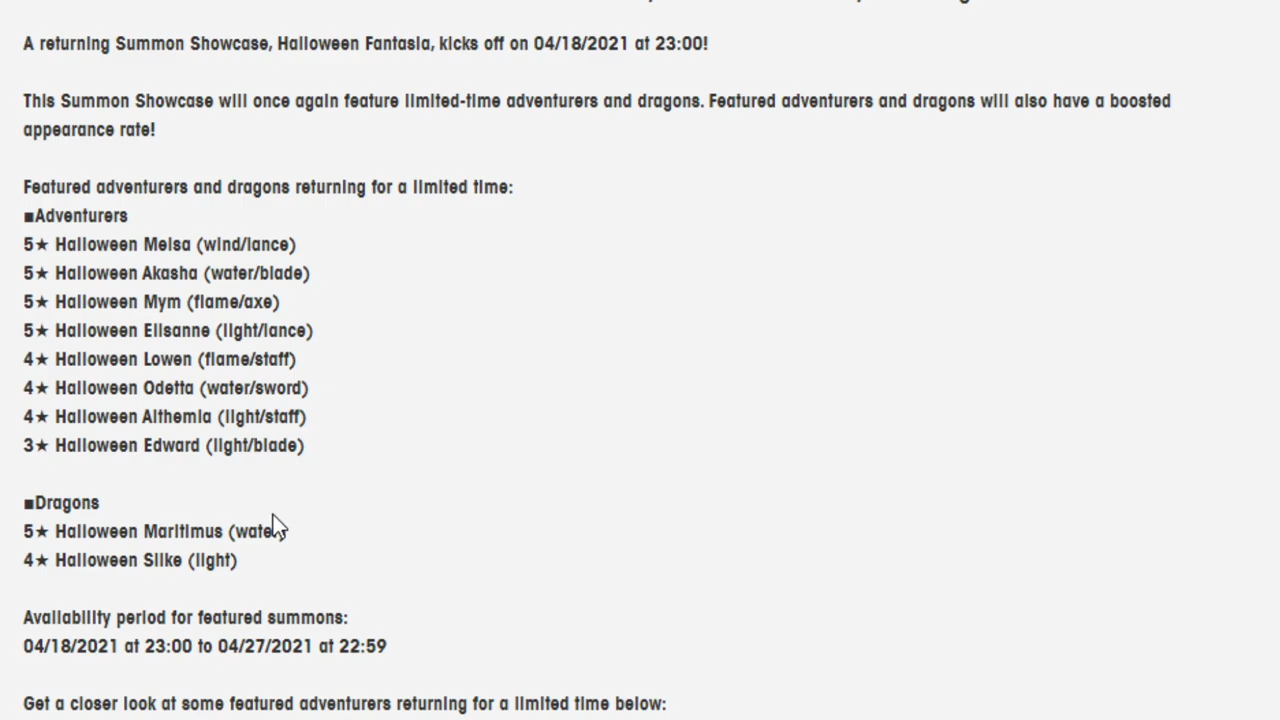 A returning Summon Showcase, Halloween Fantasia, kicks off on 04/18/2021 at 23:00!
This Summon Showcase will once again feature limited-time adventurers and dragons. Featured adventurers and dragons will also have a boosted
appearance rate!
Featured adventurers and dragons returning for a limited time:
■Adventurers
5★ Halloween Melsa (wind/lance)
5★ Halloween Akasha (water/blade)
5★ Halloween Mym (flame/axe)
5★ Halloween Elisanne (light/lance)
4★ Halloween Lowen (flame/staff)
4★ Halloween Odetta (water/sword)
4★ Halloween Althemia (light/staff)
3★ Halloween Edward (light/blade)
■Dragons
5★ Halloween Maritimus (wate
4★ Halloween Silke (light)
Availability period for featured summons:
04/18/2021 at 23:00 to 04/27/2021 at 22:59
Get a closer look at some featured adventurers returning for a limited time below: